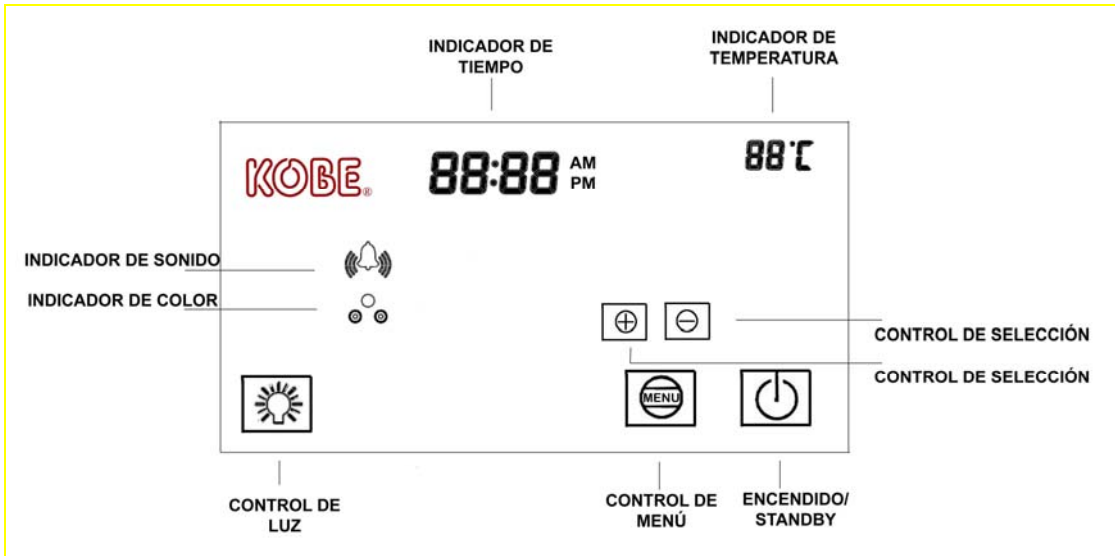 INDICADOR DE
TIEMPO
INDICADOR DE
TEMPERATURA
KOBE®
88:88 AM
PM
88°C
INDICADOR DE SONIDO
INDICADOR DE COLOR
CONTROL DE SELECCIÓN
CONTROL DE SELECCIÓN
MENU
CONTROL DE
LUZ
CONTROL DE
MENÚ
ENCENDIDO/
STANDBY